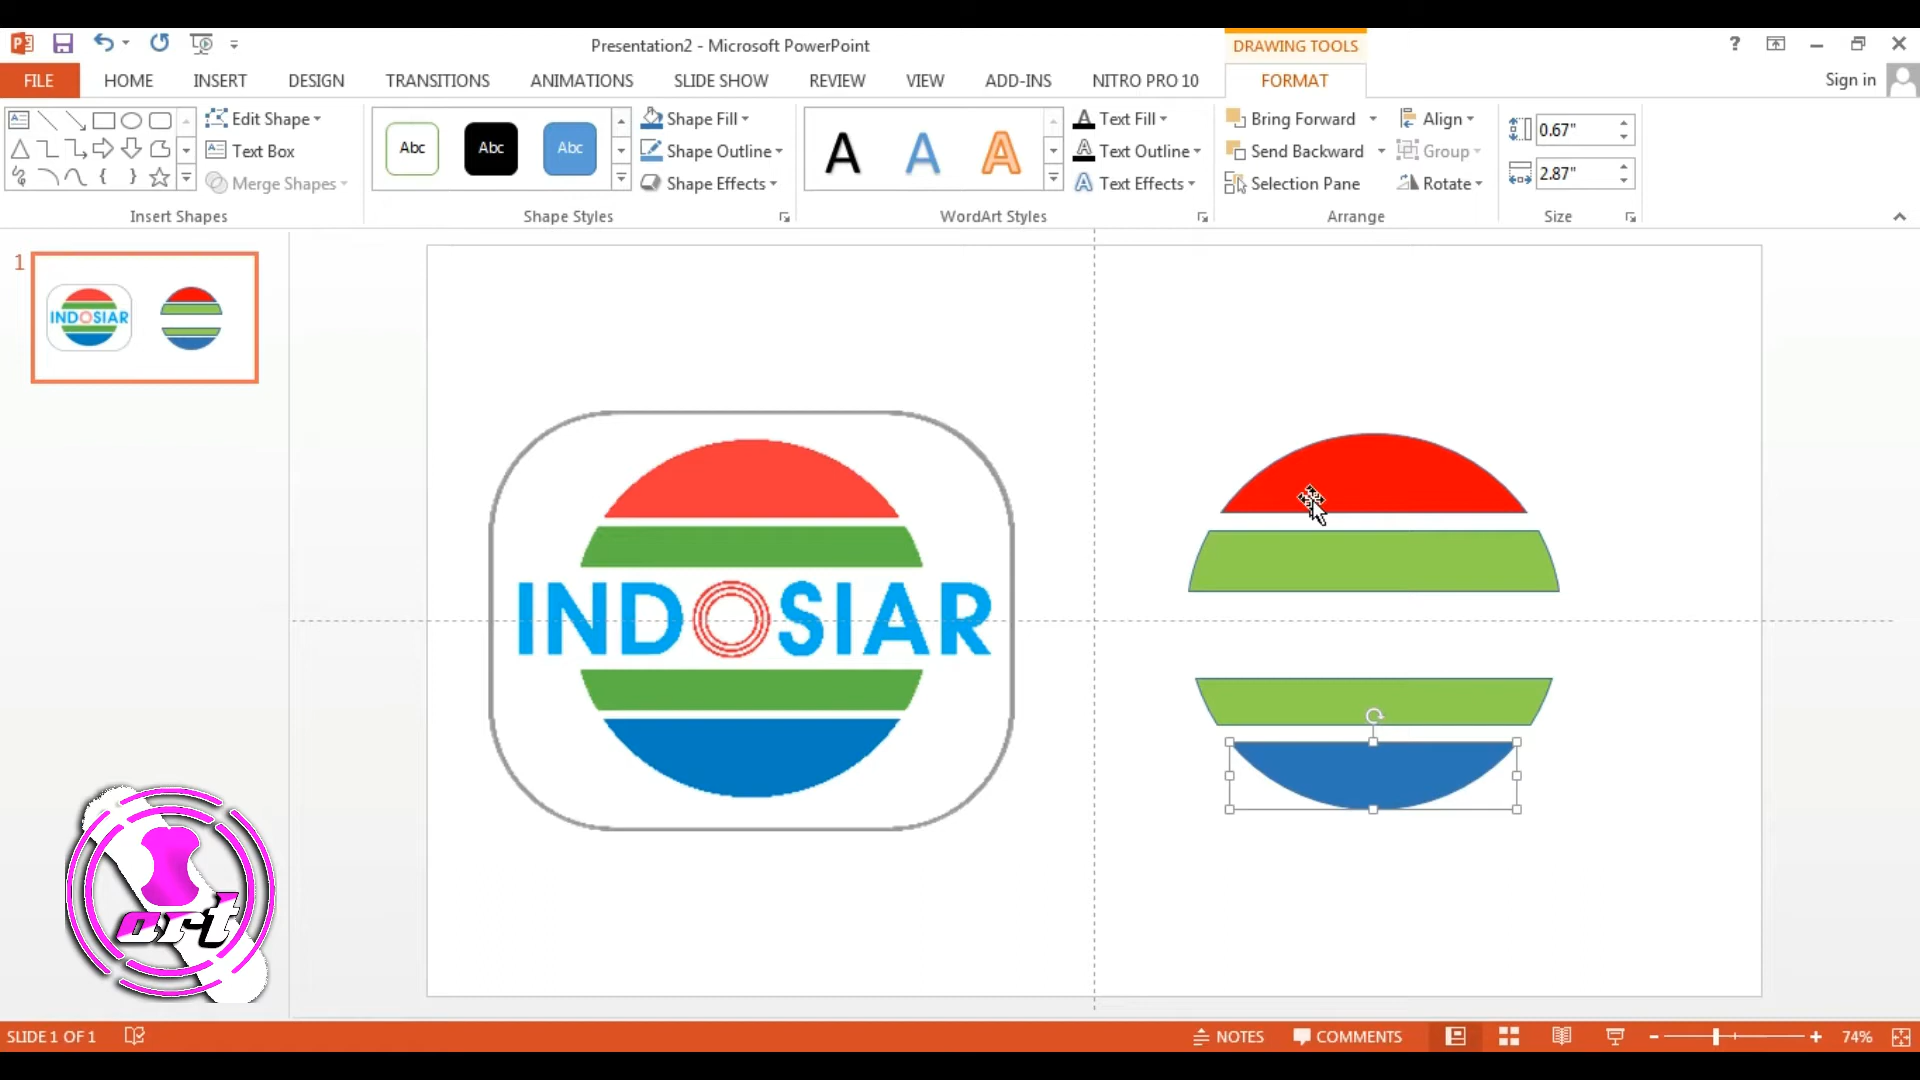 Presentation2 - Microsoft PowerPoint
DRAWING TOOLS
?
FILE
HOME
INSERT
DESIGN
TRANSITIONS
ANIMATIONS
SLIDE SHOW
REVIEW
VIEW
ADD-INS
NITRO PRO 10
FORMAT
Sign in
Edit Shape
Text Box
Merge Shapes
Insert Shapes
Abc
Abc
Abc
Shape Fill
Shape Outline
Shape Effects
Shape Styles
A
A
A
WordArt Styles
Text Fill
Text Outline
Text Effects
Bring Forward
Send Backward
Selection Pane
Align
Group
Rotate
Arrange
0.67"
2.87"
Size
1
INDOSIAR
INDOSIAR
art
SLIDE 1 OF 1
NOTES
COMMENTS
74%